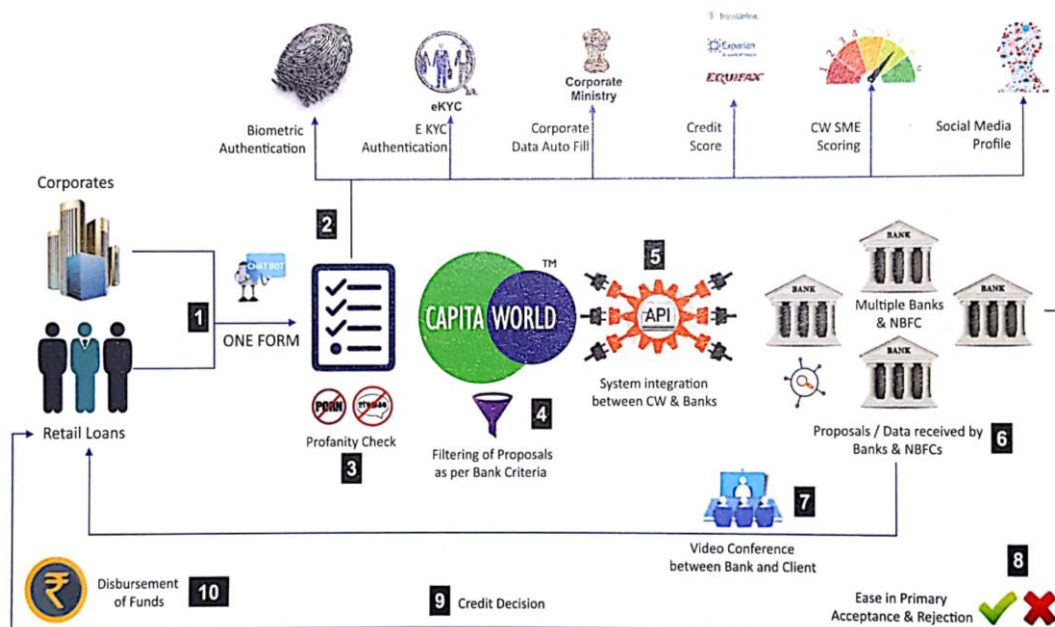 TransUnion
Experian
EQUIFAX
eKYC
Corporate
Ministry
Biometric
Authentication
E KYC
Authentication
Corporate
Data Auto Fill
Credit
Score
CW SME
Scoring
Social Media
Profile
Corporates
2
CHAT BOT
1
ONE FORM
Retail Loans
PORN
Profanity Check
3
CAPITA WORLD
TM
4
Filtering of Proposals
as per Bank Criteria
5
API
System integration
between CW & Banks
BANK
BANK
BANK
Multiple Banks
& NBFC
BANK
Proposals / Data received by
Banks & NBFCs
6
7
Video Conference
between Bank and Client
8
Ease in Primary
Acceptance & Rejection
9
Credit Decision
Disbursement
of Funds
10